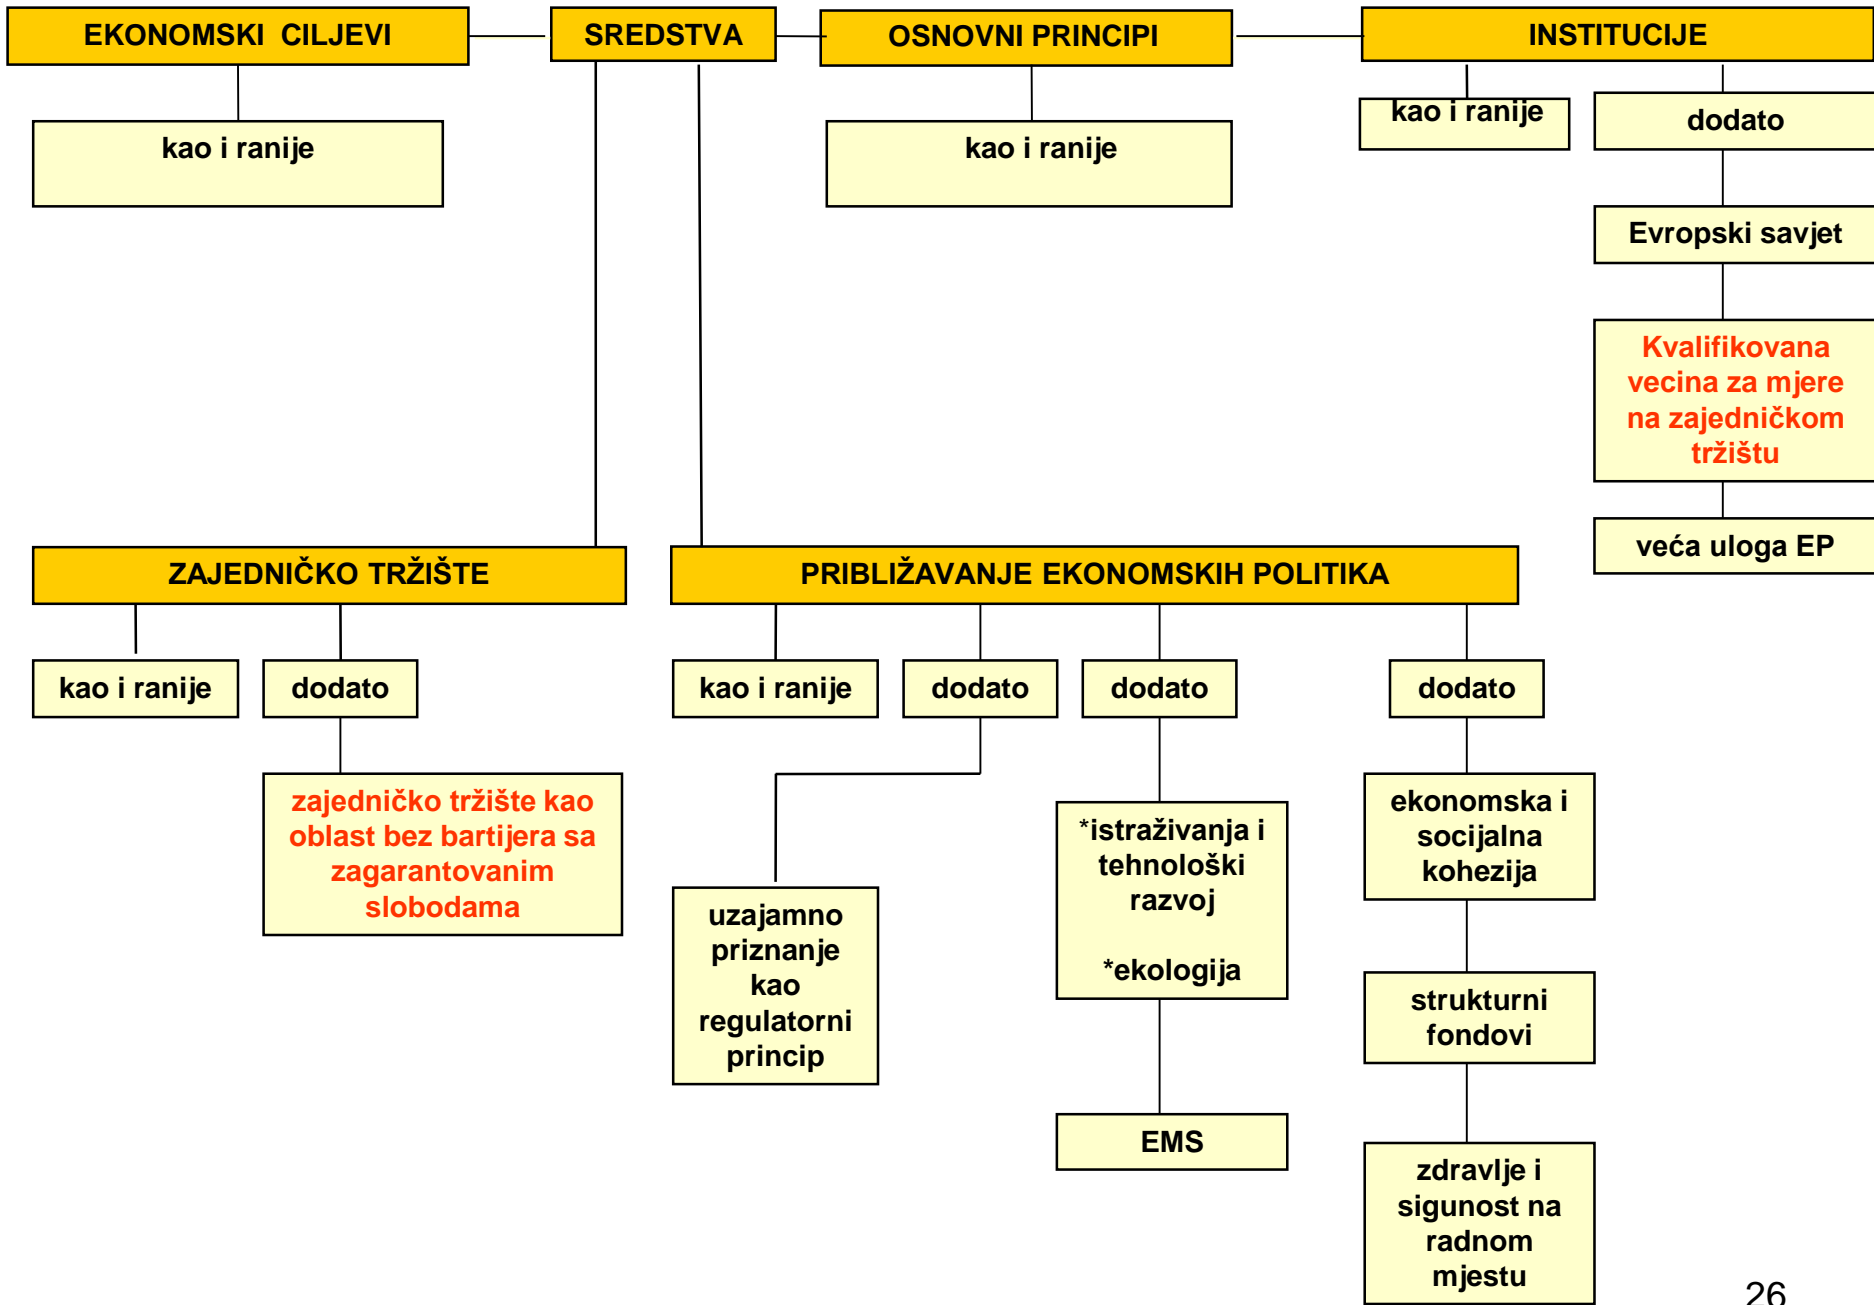 EKONOMSKI CILJEVI
SREDSTVA
OSNOVNI PRINCIPI
INSTITUCIJE
kao i ranije
kao i ranije
kao i ranije
dodato
Evropski savjet
Kvalifikovana
vecina za mjere
na zajedničkom
tržištu
veća uloga EP
ZAJEDNIČKO TRŽIŠTE
PRIBLIŽAVANJE EKONOMSKIH POLITIKA
kao i ranije
dodato
kao i ranije
dodato
dodato
dodato
zajedničko tržište kao
oblast bez bartijera sa
zagarantovanim
slobodama
uzajamno
priznanje
kao
regulatorni
princip
*istraživanja i
tehnološki
razvoj
*ekologija
EMS
ekonomska i
socijalna
kohezija
strukturni
fondovi
zdravlje i
sigunost na
radnom
mjestu
26